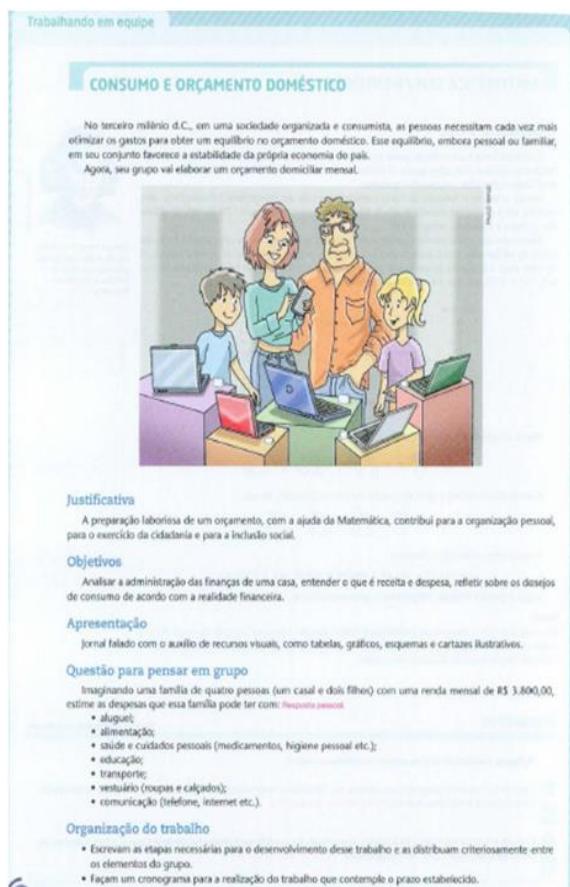 Trabalhando em equipe
CONSUMO E ORÇAMENTO DOMÉSTICO
No terceiro milênio d.C., em uma sociedade organizada e consumista, as pessoas necessitam cada vez mais
otimizar os gastos para obter um equilíbrio no orçamento doméstico. Esse equilíbrio, embora pessoal ou familiar,
em seu conjunto favorece a estabilidade da própria economia do país.
Agora, seu grupo vai elaborar um orçamento domiciliar mensal.
Justificativa
A preparação laboriosa de um orçamento, com a ajuda da Matemática, contribui para a organização pessoal,
para o exercício da cidadania e para a inclusão social.
Objetivos
Analisar a administração das finanças de uma casa, entender o que é receita e despesa, refletir sobre os desejos
de consumo de acordo com a realidade financeira.
Apresentação
Jornal falado com o auxílio de recursos visuais, como tabelas, gráficos, esquemas e cartazes ilustrativos.
Questão para pensar em grupo
Imaginando uma família de quatro pessoas (um casal e dois filhos) com uma renda mensal de R$ 3.800,00,
estime as despesas que essa família pode ter com: Resposta pessoal.
• aluguel;
• alimentação;
• saúde e cuidados pessoais (medicamentos, higiene pessoal etc.);
• educação;
• transporte;
• vestuário (roupas e calçados);
• comunicação (telefone, internet etc.).
Organização do trabalho
• Escrevam as etapas necessárias para o desenvolvimento desse trabalho e as distribuam criteriosamente entre
os elementos do grupo.
• Façam um cronograma para a realização do trabalho que contemple o prazo estabelecido.